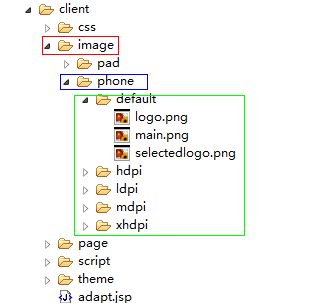 client
css
image
pad
phone
default
logo.png
main.png
selectedlogo.png
hdpi
ldpi
mdpi
xhdpi
page
script
theme
adapt.jsp